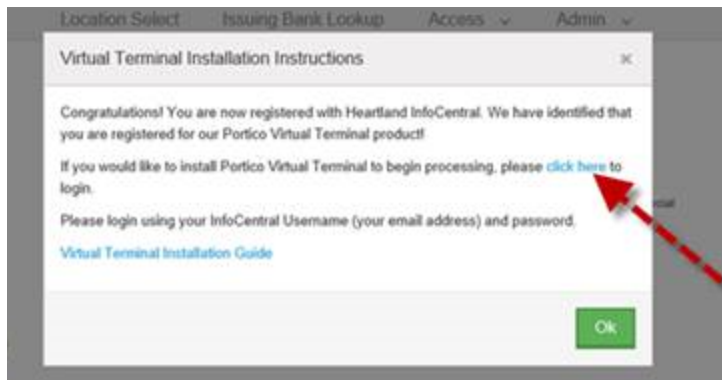 Location Select Issuing Bank Lookup Access Admin
Virtual Terminal Installation Instructions ×
Congratulations! You are now registered with Heartland InfoCentral. We have identified that
you are registered for our Portico Virtual Terminal product!
If you would like to install Portico Virtual Terminal to begin processing, please click here to
login.
Please login using your InfoCentral Username (your email address) and password.
Virtual Terminal Installation Guide
Ok